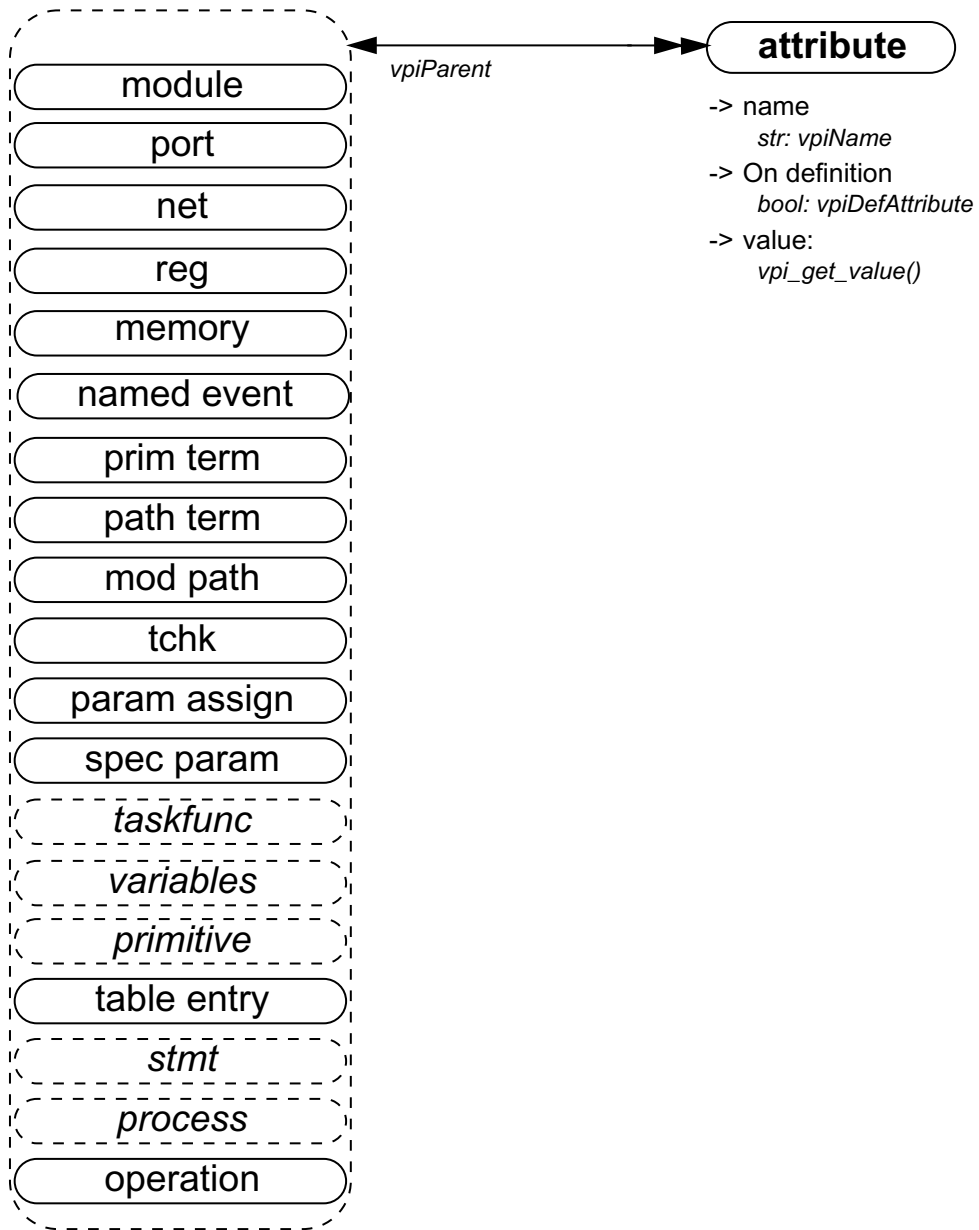 attribute
vpiParent
module
port
net
reg
memory
named event
prim term
path term
mod path
tchk
param assign
spec param
taskfunc
variables
primitive
table entry
stmt
process
operation
-> name
str: vpiName
-> On definition
bool: vpiDefAttribute
-> value:
vpi_get_value()